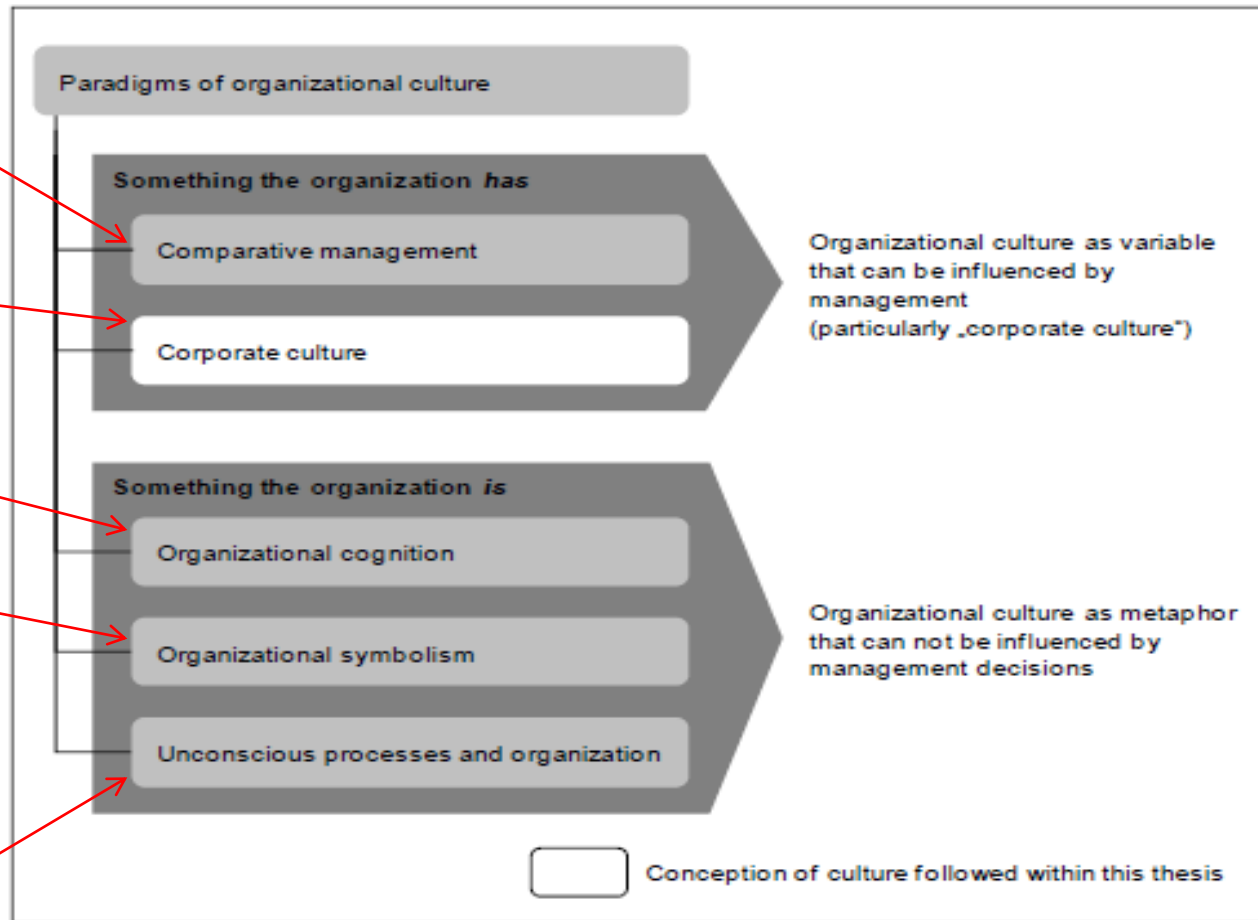 Paradigms of organizational culture
Something the organization has
Comparative management
Corporate culture
Organizational culture as variable
that can be influenced by
management
(particularly „corporate culture")
Something the organization is
Organizational cognition
Organizational symbolism
Unconscious processes and organization
Organizational culture as metaphor
that can not be influenced by
management decisions
Conception of culture followed within this thesis